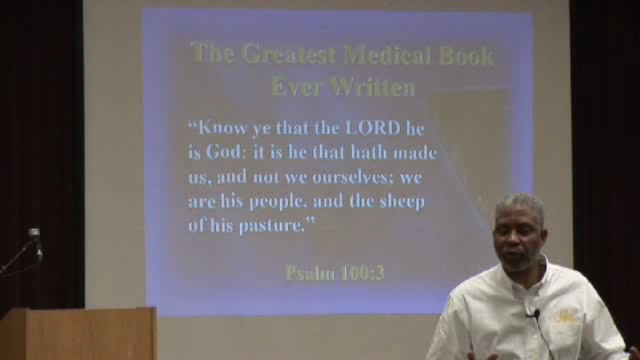 The Greatest Medical Book
Ever Written
“Know ye that the LORD he
is God: it is he that hath made
us, and not we ourselves; we
are his people, and the sheep
of his pasture.”
Psalm 100:3